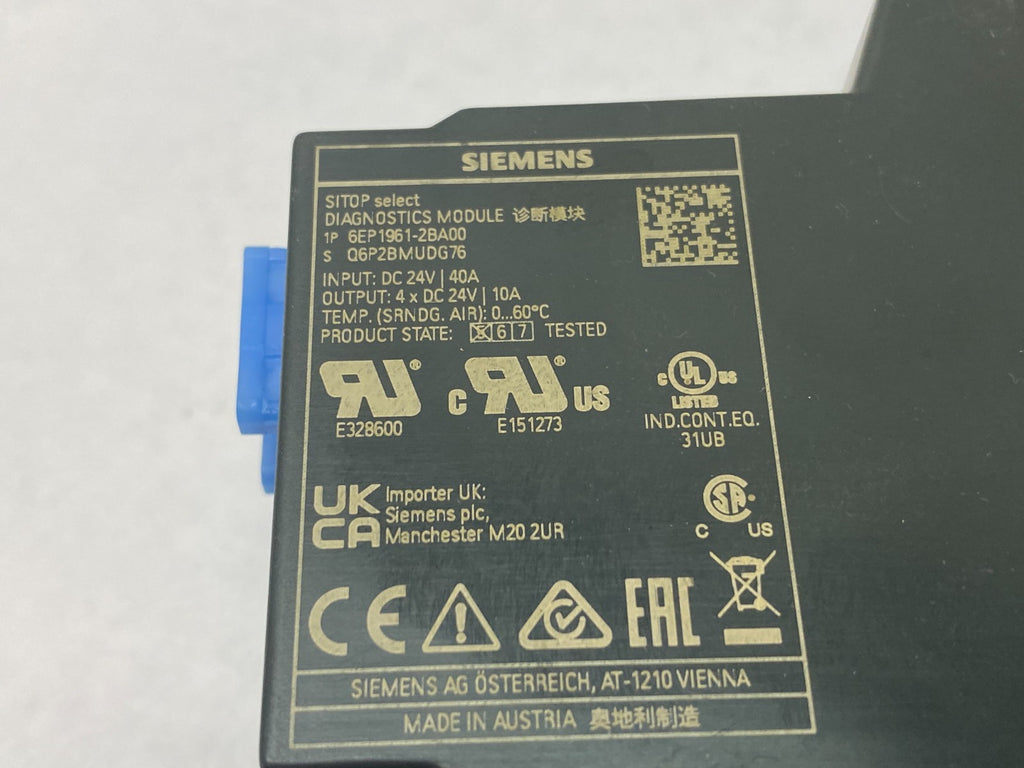 SIEMENS
SITOP select
DIAGNOSTICS MODULE 诊断模块
1P 6EP1961-2BA00
S Q6P2BMUDG76
INPUT: DC 24V | 40A
OUTPUT: 4 x DC 24V | 10A
TEMP. (SRNDG. AIR): 0...60°C
PRODUCT STATE: 5 6 7 TESTED
E328600
C US
E151273
C UL US
LISTED
IND.CONT.EQ.
31UB
UK
CA
Importer UK:
Siemens plc,
Manchester M20 2UR
SA
C US
CE
EAC
SIEMENS AG ÖSTERREICH, AT-1210 VIENNA
MADE IN AUSTRIA 奥地利制造